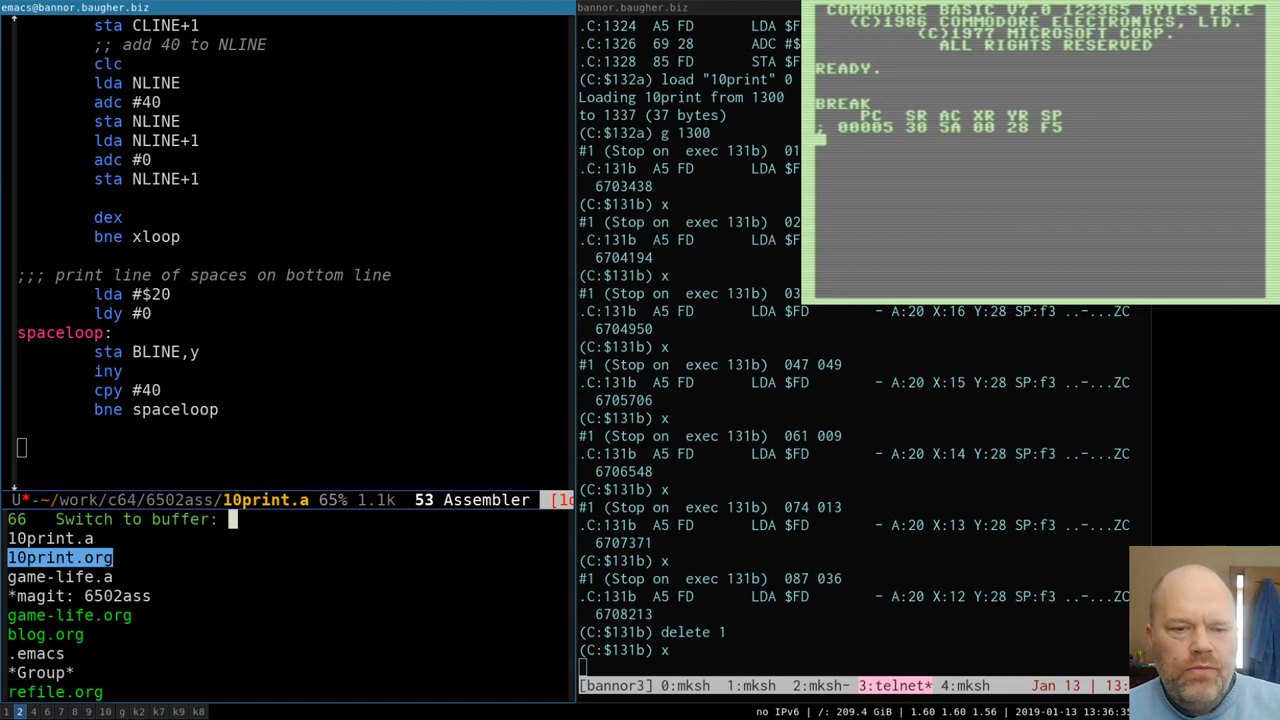 emacs@bannor.baugher.biz
sta CLINE+1
;; add 40 to NLINE
clc
lda NLINE
adc #40
sta NLINE
lda NLINE+1
adc #0
sta NLINE+1
dex
bne xloop
;;; print line of spaces on bottom line
lda #$20
ldy #0
spaceloop:
sta BLINE,y
iny
cpy #40
bne spaceloop
U*-~/work/c64/6502ass/10print.a 65% 1.1k 53 Assembler
66 Switch to buffer:
10print.a
10print.org
game-life.a
*magit: 6502ass
game-life.org
blog.org
.emacs
*Group*
refile.org
bannor.baugher.biz
.C:1324 A5 FD LDA $F
.C:1326 69 28 ADC #$
.C:1328 85 FD STA $F
(C:$132a) load "10print" 0
Loading 10print from 1300
to 1337 (37 bytes)
(C:$132a) g 1300
#1 (Stop on exec 131b) 01
.C:131b A5 FD LDA $F
6703438
(C:$131b) x
#1 (Stop on exec 131b) 02
.C:131b A5 FD LDA $F
6704194
(C:$131b) x
#1 (Stop on exec 131b) 03
.C:131b A5 FD LDA $FD - A:20 X:16 Y:28 SP:f3 ..-...ZC
6704950
(C:$131b) x
#1 (Stop on exec 131b) 047 049
.C:131b A5 FD LDA $FD - A:20 X:15 Y:28 SP:f3 ..-...ZC
6705706
(C:$131b) x
#1 (Stop on exec 131b) 061 009
.C:131b A5 FD LDA $FD - A:20 X:14 Y:28 SP:f3 ..-...ZC
6706548
(C:$131b) x
#1 (Stop on exec 131b) 074 013
.C:131b A5 FD LDA $FD - A:20 X:13 Y:28 SP:f3 ..-...ZC
6707371
(C:$131b) x
#1 (Stop on exec 131b) 087 036
.C:131b A5 FD LDA $FD - A:20 X:12 Y:28 SP:f3 ..-...ZC
6708213
(C:$131b) delete 1
(C:$131b) x
[bannor3] 0:mksh 1:mksh 2:mksh- 3:telnet* 4:mksh Jan 13 | 13:
COMMODORE BASIC V7.0 122365 BYTES FREE
(C)1986 COMMODORE ELECTRONICS, LTD.
(C)1977 MICROSOFT CORP.
ALL RIGHTS RESERVED
READY.
BREAK
PC SR AC XR YR SP
; 00005 30 5A 00 28 F5
1 2 3 4 5 6 7 8 9 10 g k2 k7 k9 k8
no IPv6 | /: 209.4 GiB | 1.60 1.60 1.56 | 2019-01-13 13:36:35